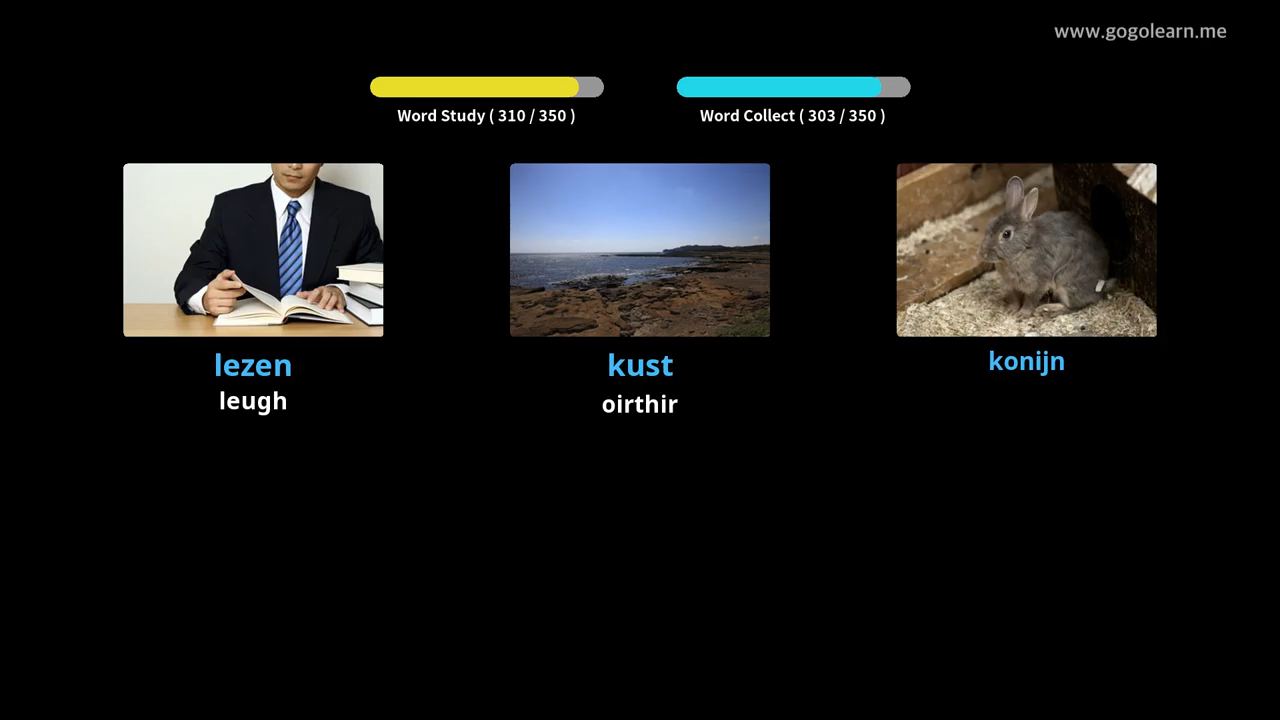 www.gogolearn.me
Word Study ( 310 / 350 )
Word Collect ( 303 / 350 )
lezen
leugh
kust
oirthir
konijn